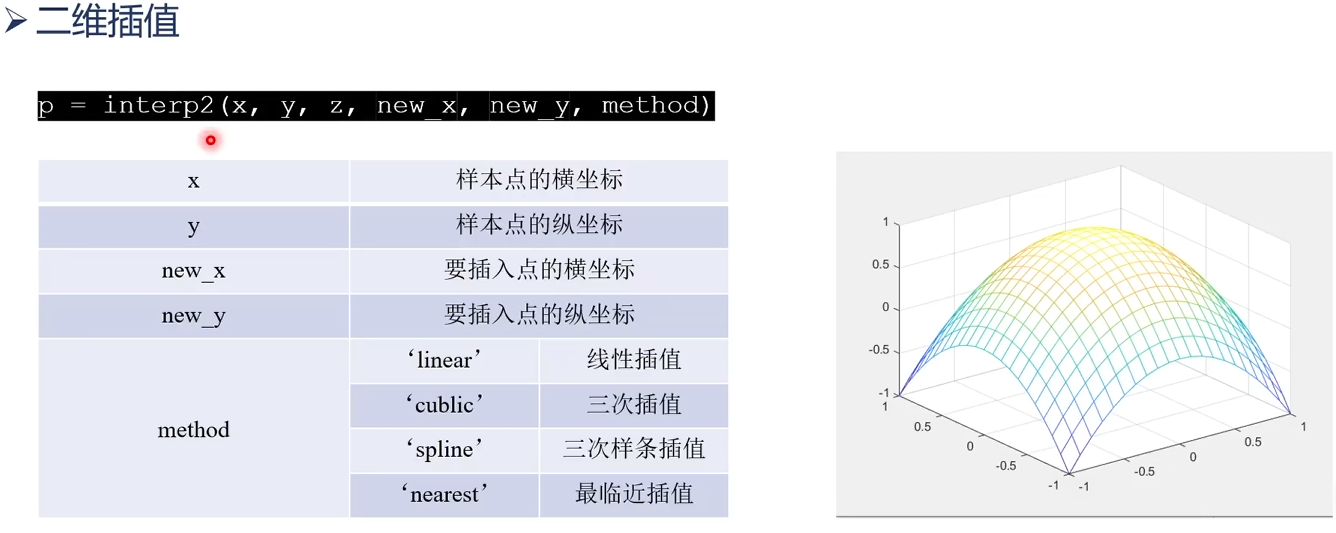 二维插值
p = interp2(x, y, z, new_x, new_y, method)
x 样本点的横坐标
y 样本点的纵坐标
new_x 要插入点的横坐标
new_y 要插入点的纵坐标
method
‘linear’ 线性插值
‘cublic’ 三次插值
‘spline’ 三次样条插值
‘nearest’ 最临近插值
1
0.5
0
-0.5
-1
1
0.5
0
-0.5
-1
-1
-0.5
0
0.5
1